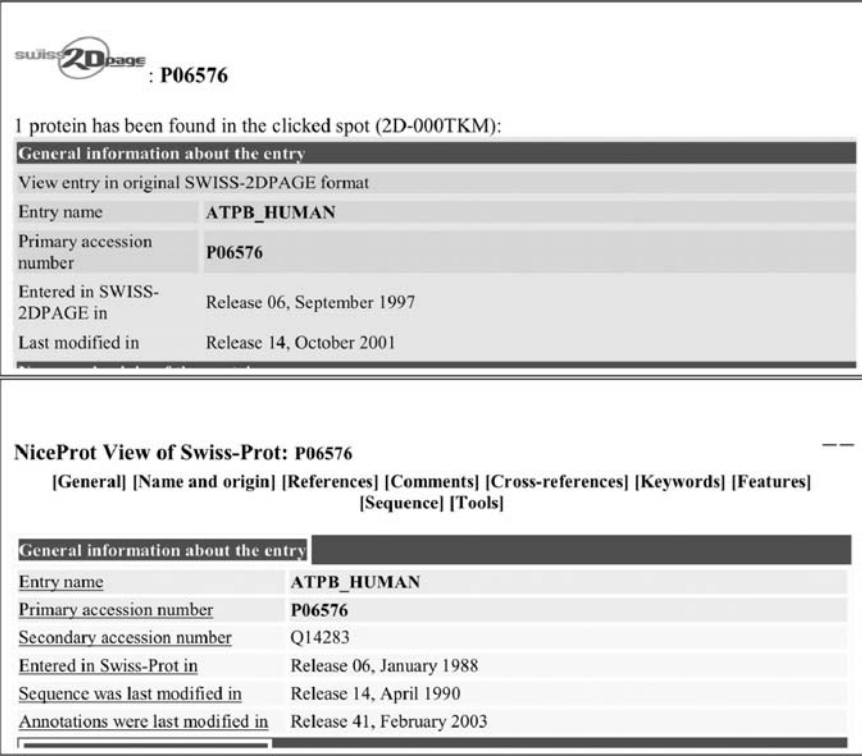 swiss 2D page
: P06576
1 protein has been found in the clicked spot (2D-000TKM):
General information about the entry
View entry in original SWISS-2DPAGE format
Entry name ATPB_HUMAN
Primary accession
number P06576
Entered in SWISS-
2DPAGE in Release 06, September 1997
Last modified in Release 14, October 2001
NiceProt View of Swiss-Prot: P06576
[General] [Name and origin] [References] [Comments] [Cross-references] [Keywords] [Features]
[Sequence] [Tools]
General information about the entry
Entry name ATPB_HUMAN
Primary accession number P06576
Secondary accession number Q14283
Entered in Swiss-Prot in Release 06, January 1988
Sequence was last modified in Release 14, April 1990
Annotations were last modified in Release 41, February 2003